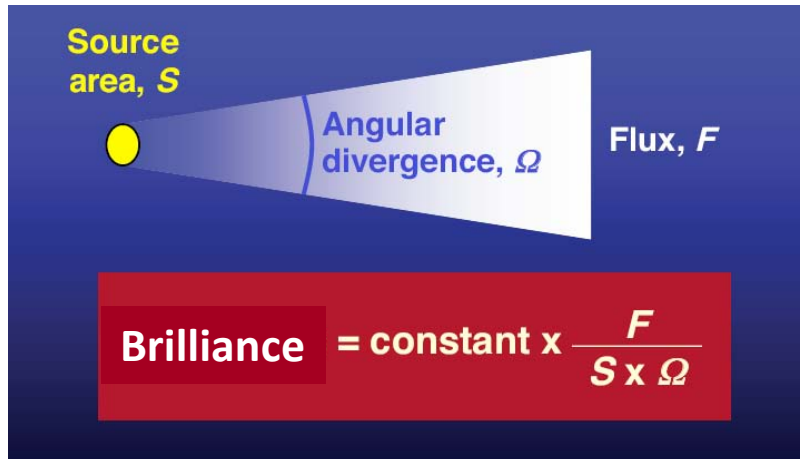 Source
area, S
Angular
divergence, Ω
Flux, F
Brilliance = constant x F
S x Ω